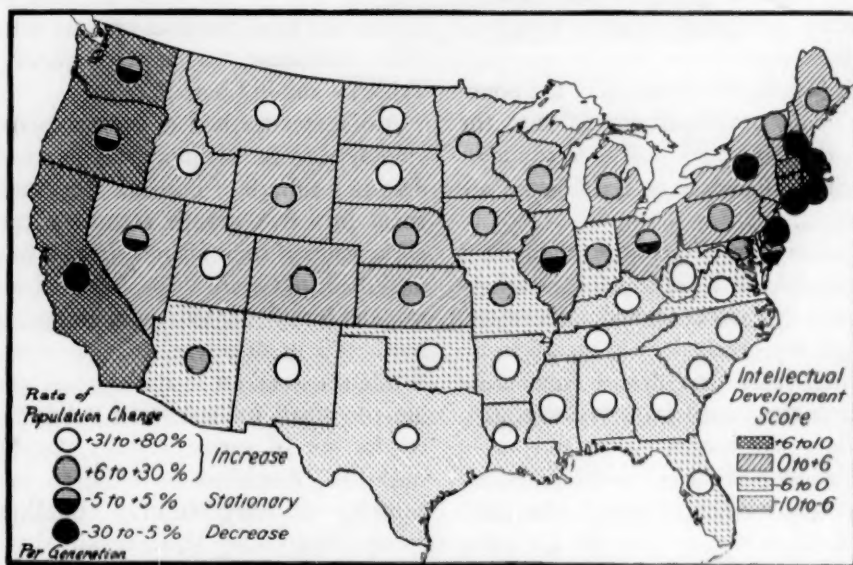 Rate of
Population Change
+31 to +80%
+6 to +30%
Increase
-5 to +5% Stationary
-30 to -5% Decrease
Per Generation
Intellectual
Development
Score
+6 to 10
0 to +6
-6 to 0
-10 to -6